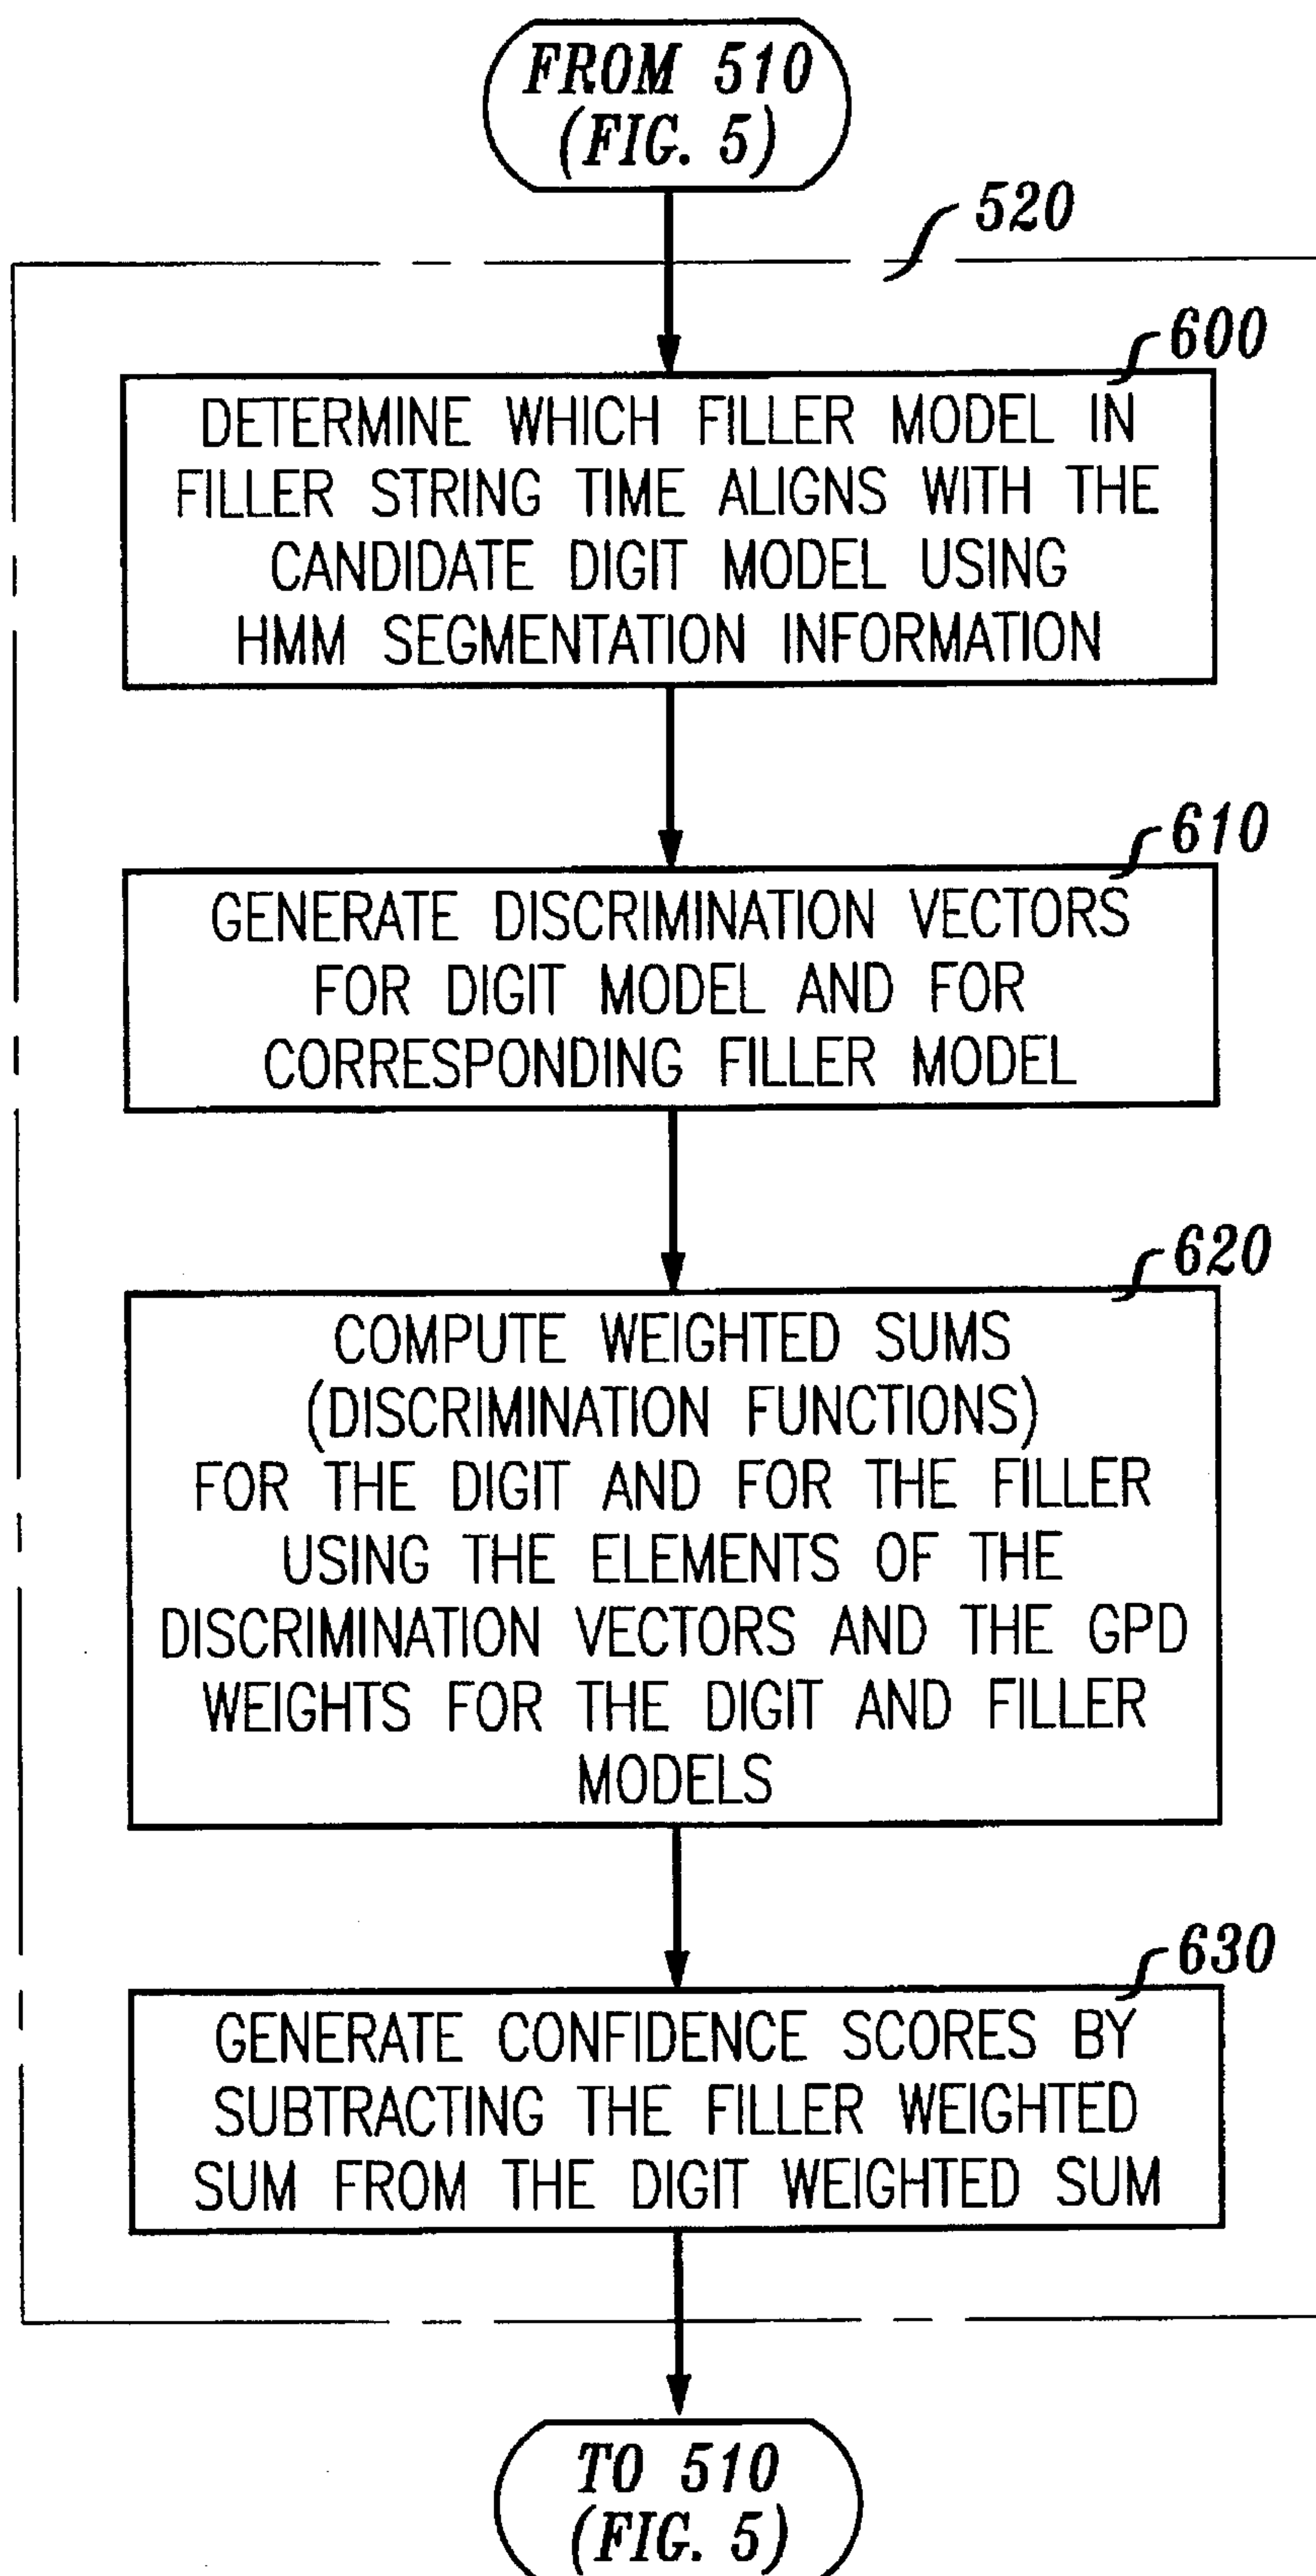 FROM 510
(FIG. 5)
520
600
DETERMINE WHICH FILLER MODEL IN
FILLER STRING TIME ALIGNS WITH THE
CANDIDATE DIGIT MODEL USING
HMM SEGMENTATION INFORMATION
610
GENERATE DISCRIMINATION VECTORS
FOR DIGIT MODEL AND FOR
CORRESPONDING FILLER MODEL
620
COMPUTE WEIGHTED SUMS
(DISCRIMINATION FUNCTIONS)
FOR THE DIGIT AND FOR THE FILLER
USING THE ELEMENTS OF THE
DISCRIMINATION VECTORS AND THE GPD
WEIGHTS FOR THE DIGIT AND FILLER
MODELS
630
GENERATE CONFIDENCE SCORES BY
SUBTRACTING THE FILLER WEIGHTED
SUM FROM THE DIGIT WEIGHTED SUM
TO 510
(FIG. 5)